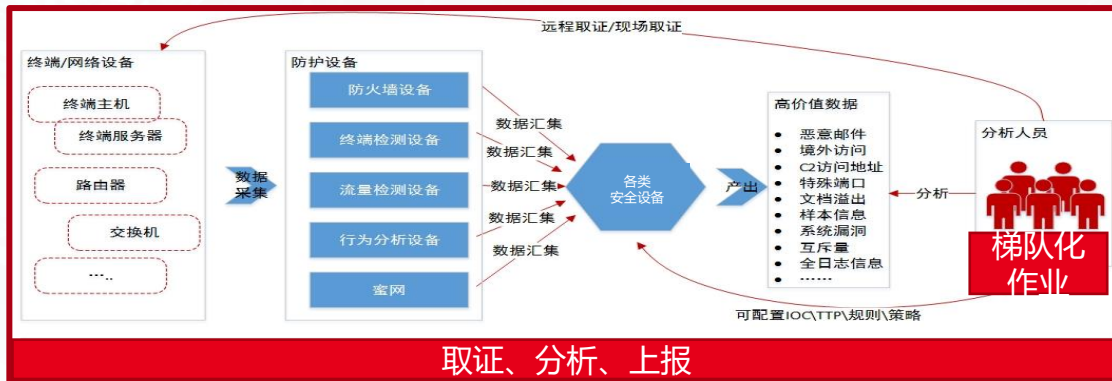 远程取证/现场取证
终端/网络设备
终端主机
终端服务器
路由器
交换机
…..
数据
采集
防护设备
防火墙设备
终端检测设备
流量检测设备
行为分析设备
蜜网
数据汇集
数据汇集
数据汇集
数据汇集
数据汇集
各类
安全设备
产出
高价值数据
• 恶意邮件
• 境外访问
• C2访问地址
• 特殊端口
• 文档溢出
• 样本信息
• 系统漏洞
• 互斥量
• 全日志信息
• ……
分析
分析人员
梯队化
作业
可配置IOC\TTP\规则\策略
取证、分析、上报